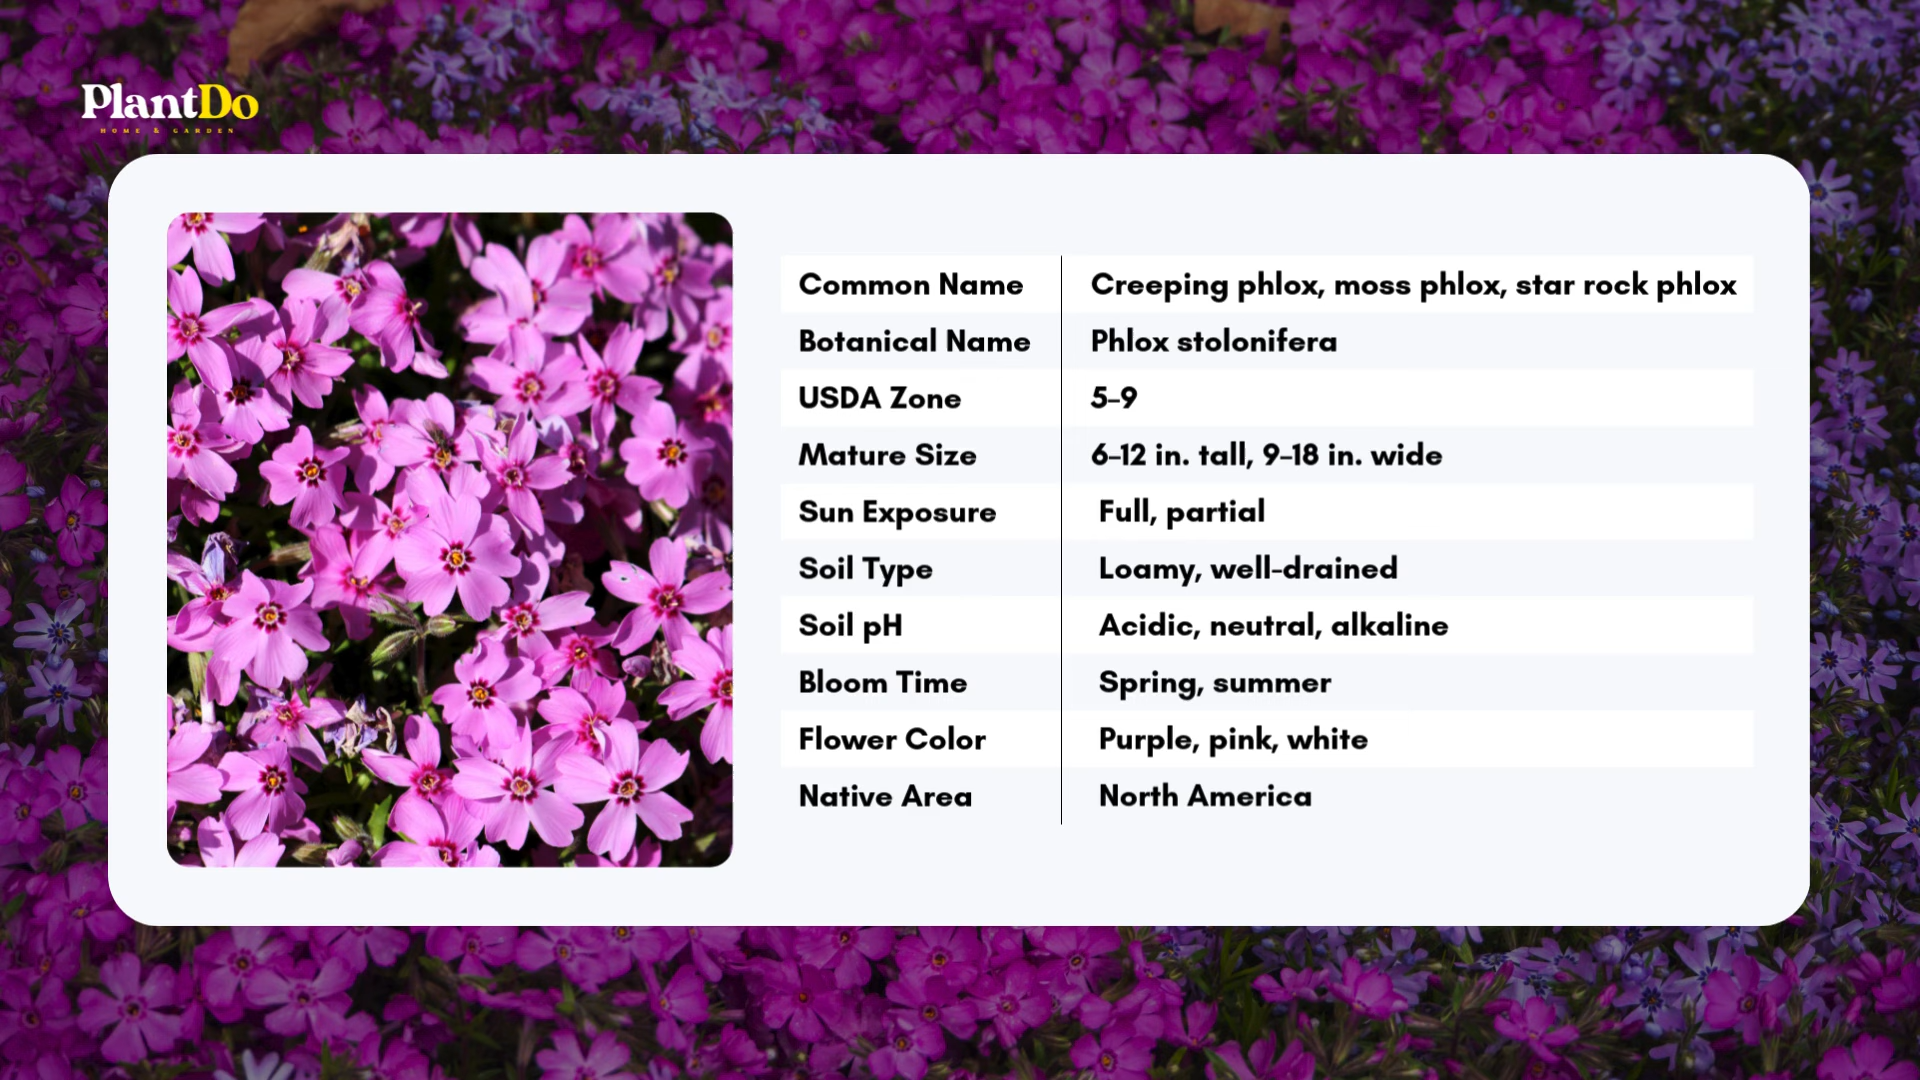 PlantDo
HOME & GARDEN
Common Name Creeping phlox, moss phlox, star rock phlox
Botanical Name Phlox stolonifera
USDA Zone 5–9
Mature Size 6–12 in. tall, 9–18 in. wide
Sun Exposure Full, partial
Soil Type Loamy, well-drained
Soil pH Acidic, neutral, alkaline
Bloom Time Spring, summer
Flower Color Purple, pink, white
Native Area North America